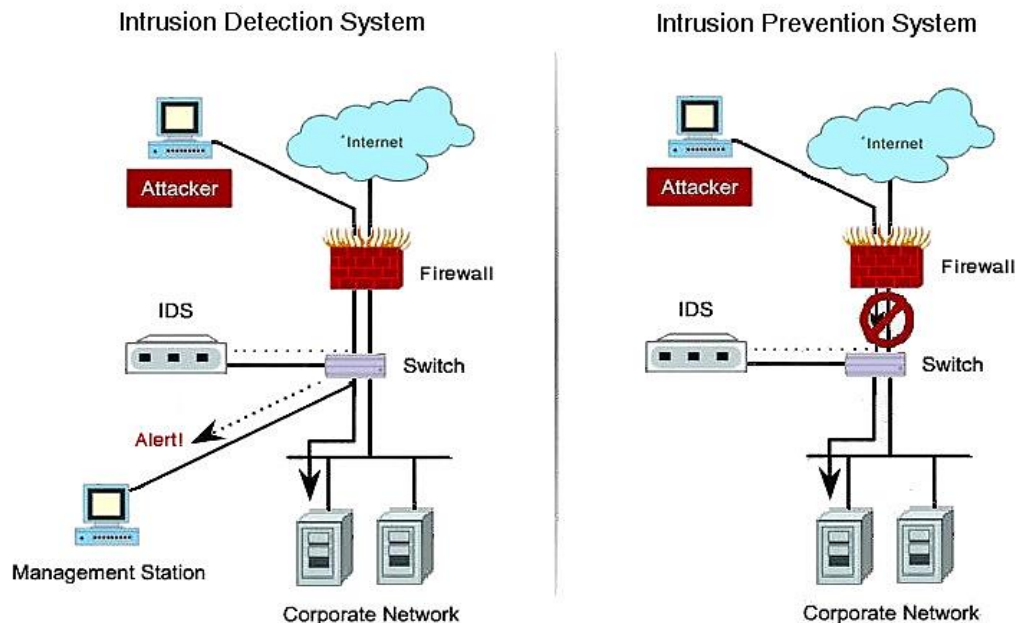 Intrusion Detection System
*Internet
Attacker
Firewall
IDS
Switch
Alert!
Management Station
Corporate Network
Intrusion Prevention System
*Internet
Attacker
Firewall
IDS
Switch
Corporate Network